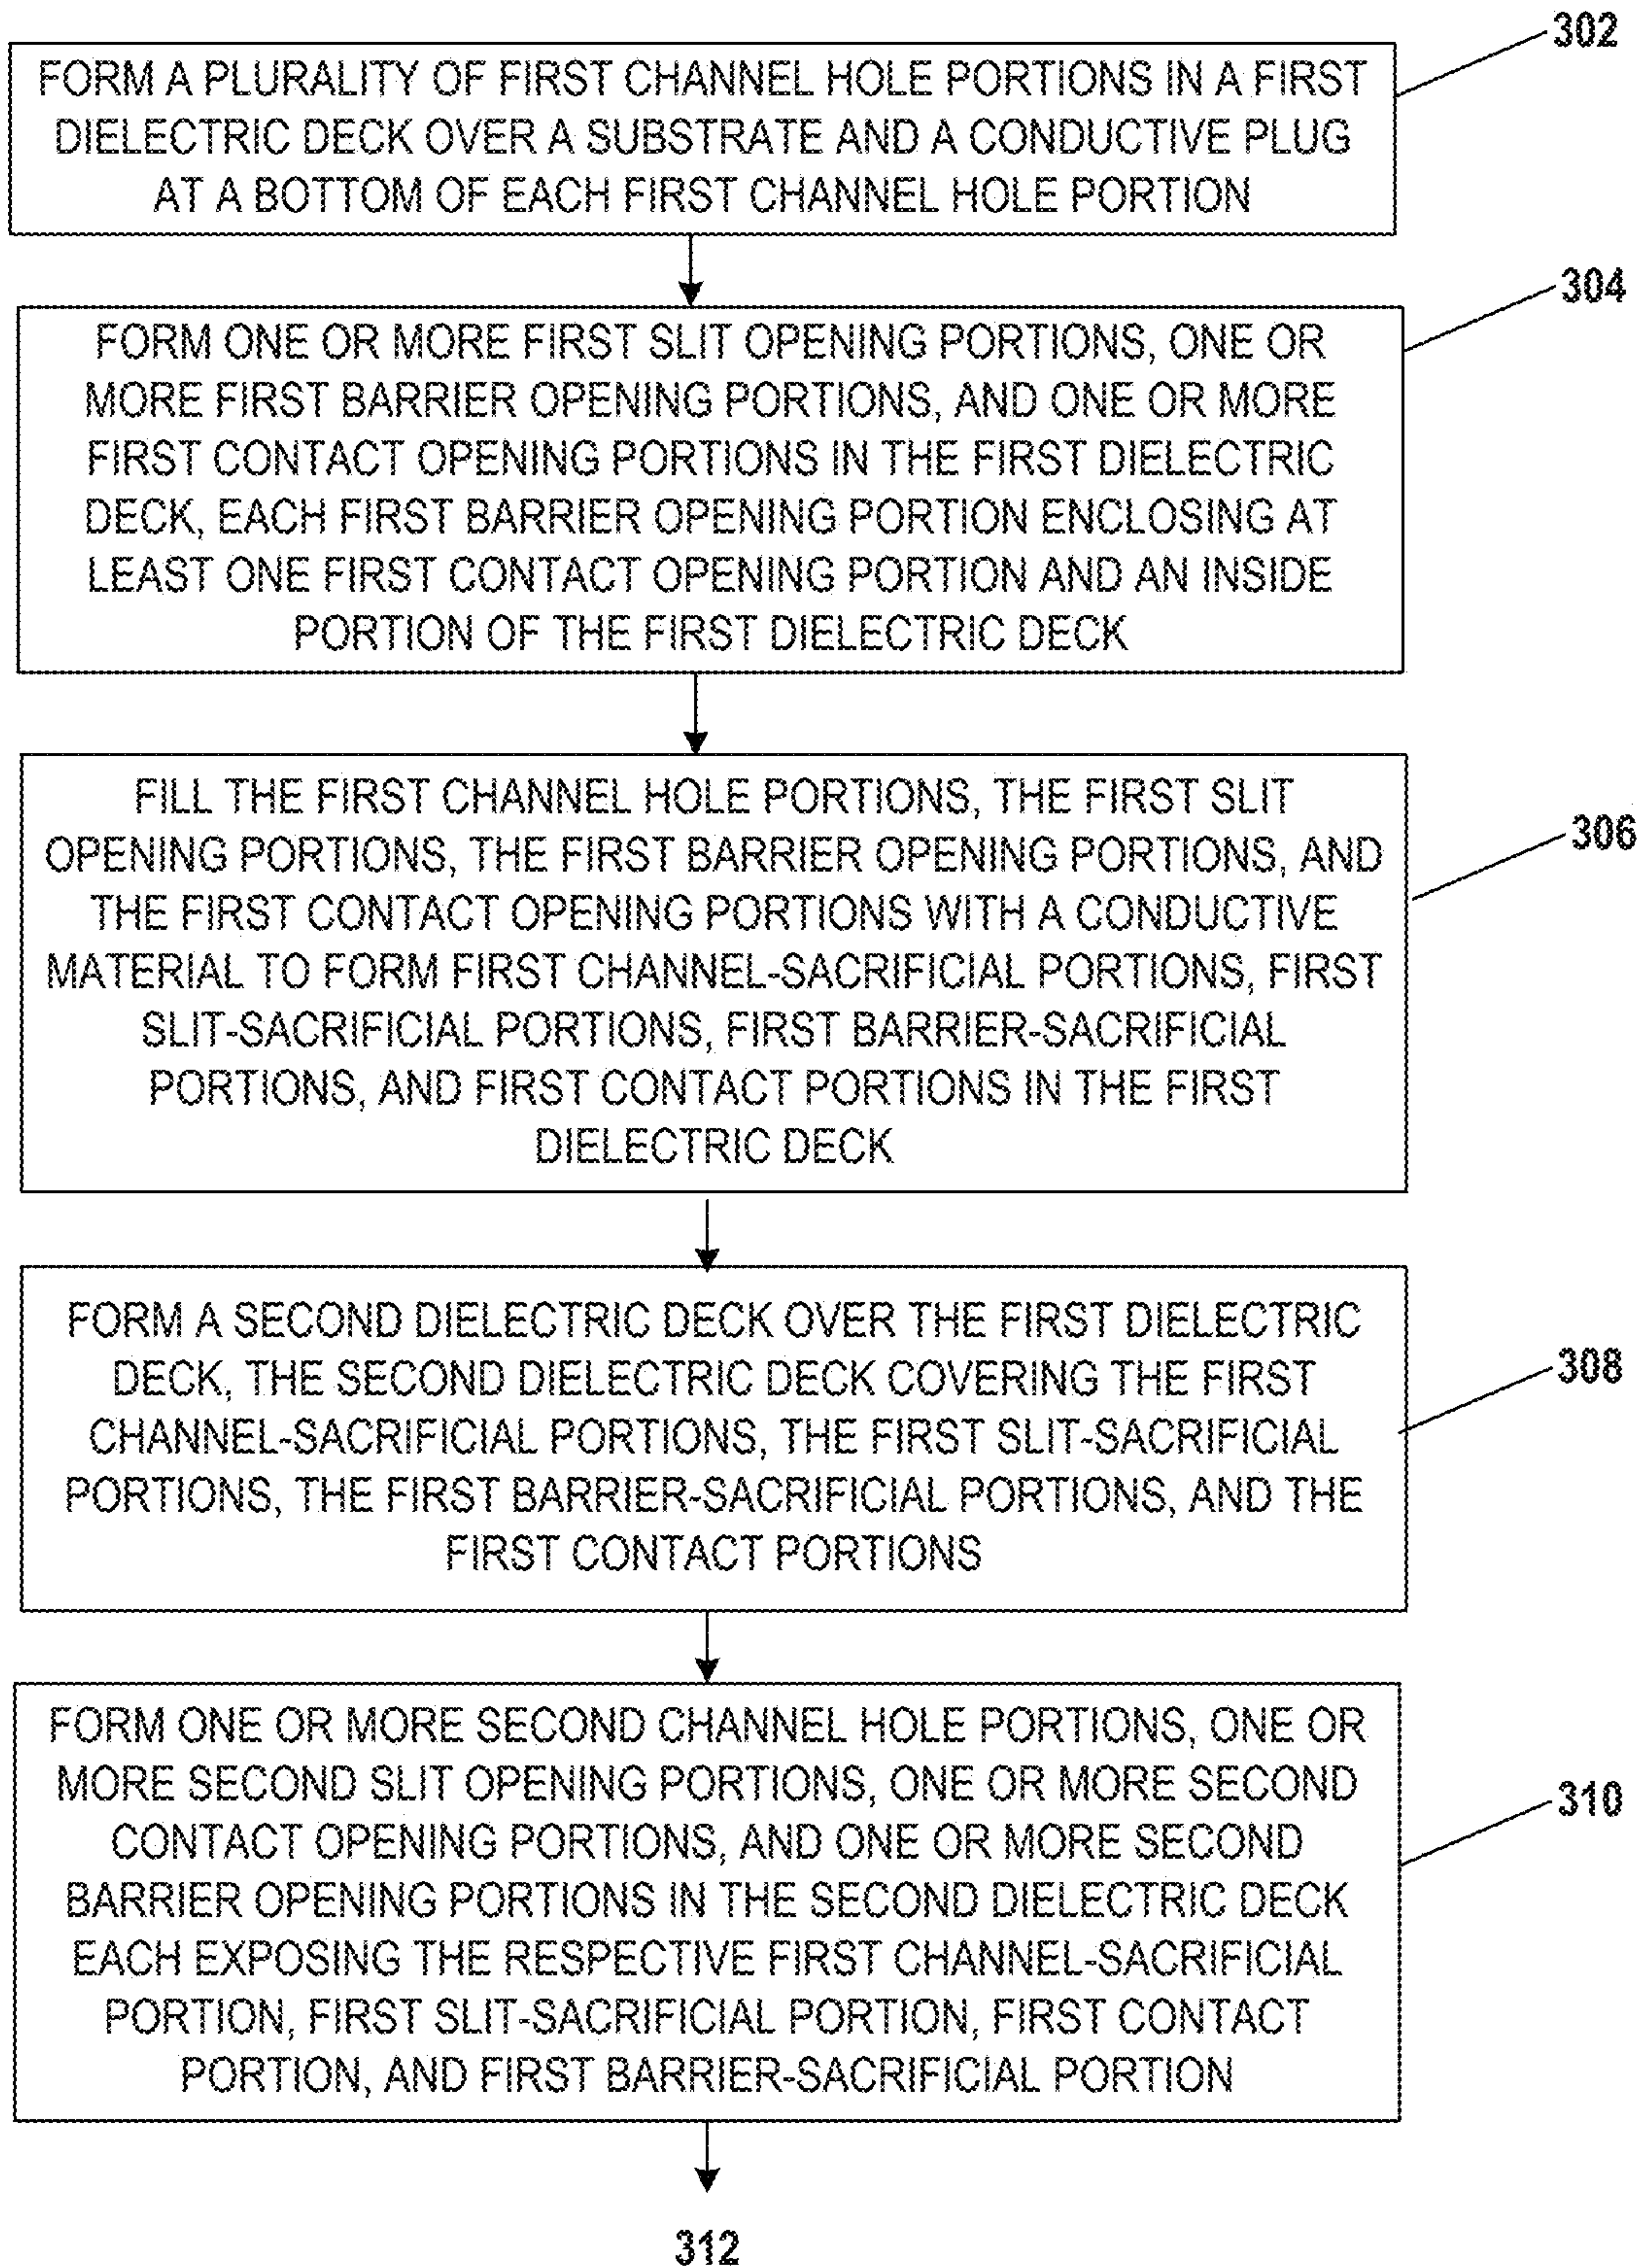 302
FORM A PLURALITY OF FIRST CHANNEL HOLE PORTIONS IN A FIRST
DIELECTRIC DECK OVER A SUBSTRATE AND A CONDUCTIVE PLUG
AT A BOTTOM OF EACH FIRST CHANNEL HOLE PORTION
304
FORM ONE OR MORE FIRST SLIT OPENING PORTIONS, ONE OR
MORE FIRST BARRIER OPENING PORTIONS, AND ONE OR MORE
FIRST CONTACT OPENING PORTIONS IN THE FIRST DIELECTRIC
DECK, EACH FIRST BARRIER OPENING PORTION ENCLOSING AT
LEAST ONE FIRST CONTACT OPENING PORTION AND AN INSIDE
PORTION OF THE FIRST DIELECTRIC DECK
306
FILL THE FIRST CHANNEL HOLE PORTIONS, THE FIRST SLIT
OPENING PORTIONS, THE FIRST BARRIER OPENING PORTIONS, AND
THE FIRST CONTACT OPENING PORTIONS WITH A CONDUCTIVE
MATERIAL TO FORM FIRST CHANNEL-SACRIFICIAL PORTIONS, FIRST
SLIT-SACRIFICIAL PORTIONS, FIRST BARRIER-SACRIFICIAL
PORTIONS, AND FIRST CONTACT PORTIONS IN THE FIRST
DIELECTRIC DECK
308
FORM A SECOND DIELECTRIC DECK OVER THE FIRST DIELECTRIC
DECK, THE SECOND DIELECTRIC DECK COVERING THE FIRST
CHANNEL-SACRIFICIAL PORTIONS, THE FIRST SLIT-SACRIFICIAL
PORTIONS, THE FIRST BARRIER-SACRIFICIAL PORTIONS, AND THE
FIRST CONTACT PORTIONS
310
FORM ONE OR MORE SECOND CHANNEL HOLE PORTIONS, ONE OR
MORE SECOND SLIT OPENING PORTIONS, ONE OR MORE SECOND
CONTACT OPENING PORTIONS, AND ONE OR MORE SECOND
BARRIER OPENING PORTIONS IN THE SECOND DIELECTRIC DECK
EACH EXPOSING THE RESPECTIVE FIRST CHANNEL-SACRIFICIAL
PORTION, FIRST SLIT-SACRIFICIAL PORTION, FIRST CONTACT
PORTION, AND FIRST BARRIER-SACRIFICIAL PORTION
312